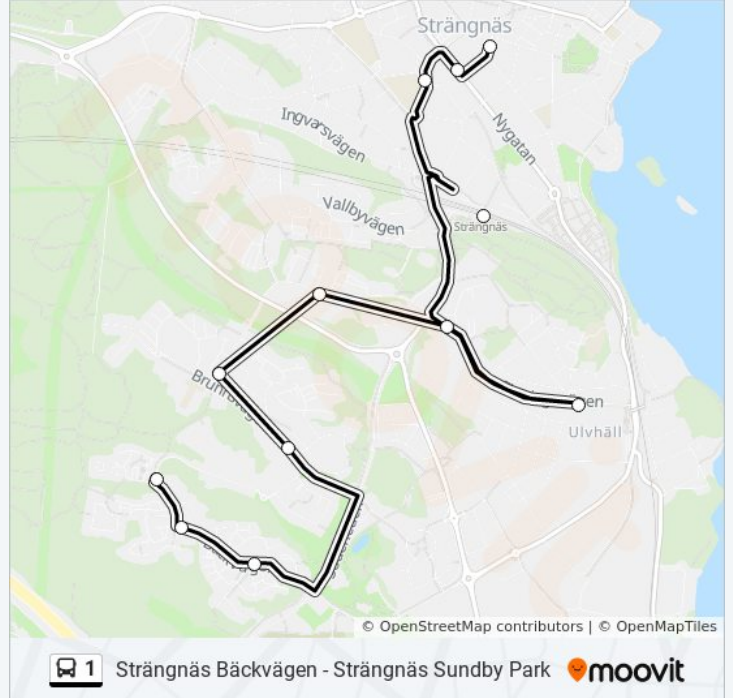 Strängnäs
Ingvarsvägen
Nygatan
Vallbyvägen
Strängnäs
Ulvhäll
© OpenStreetMap contributors | © OpenMapTiles
1 Strängnäs Bäckvägen - Strängnäs Sundby Park moovit